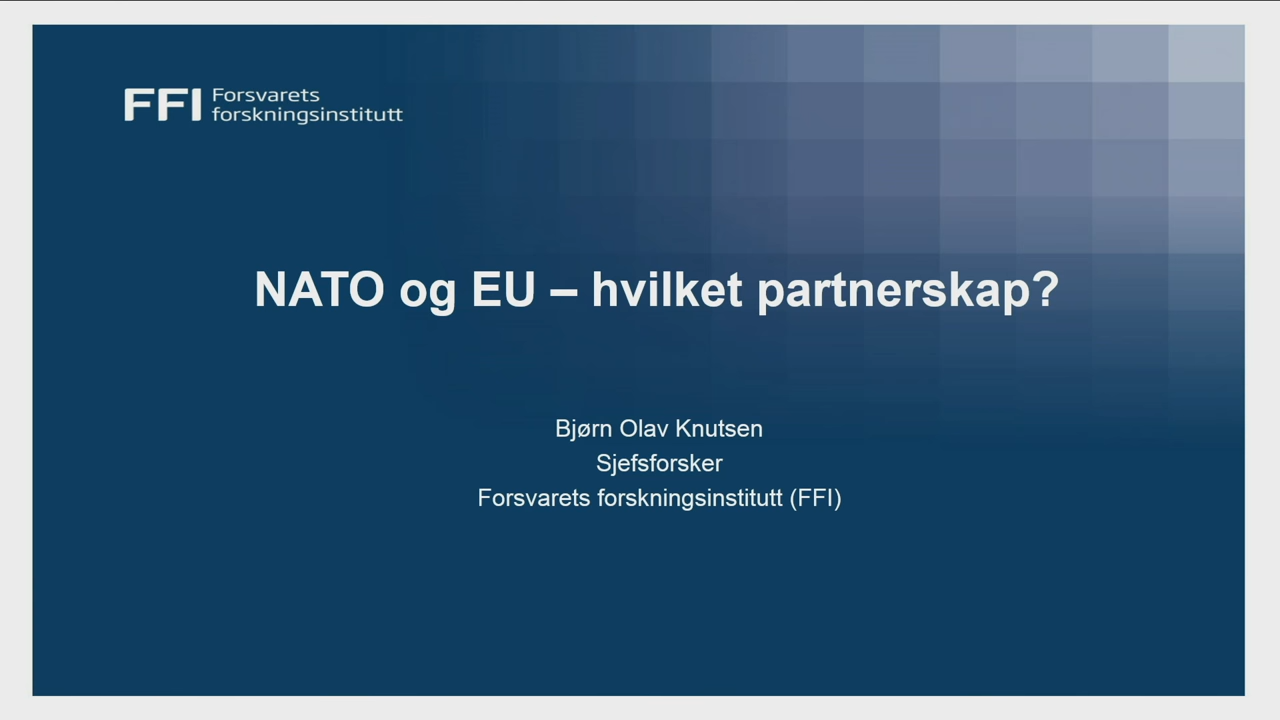 FFI Forsvarets
forskningsinstitutt
NATO og EU – hvilket partnerskap?
Bjørn Olav Knutsen
Sjefsforsker
Forsvarets forskningsinstitutt (FFI)